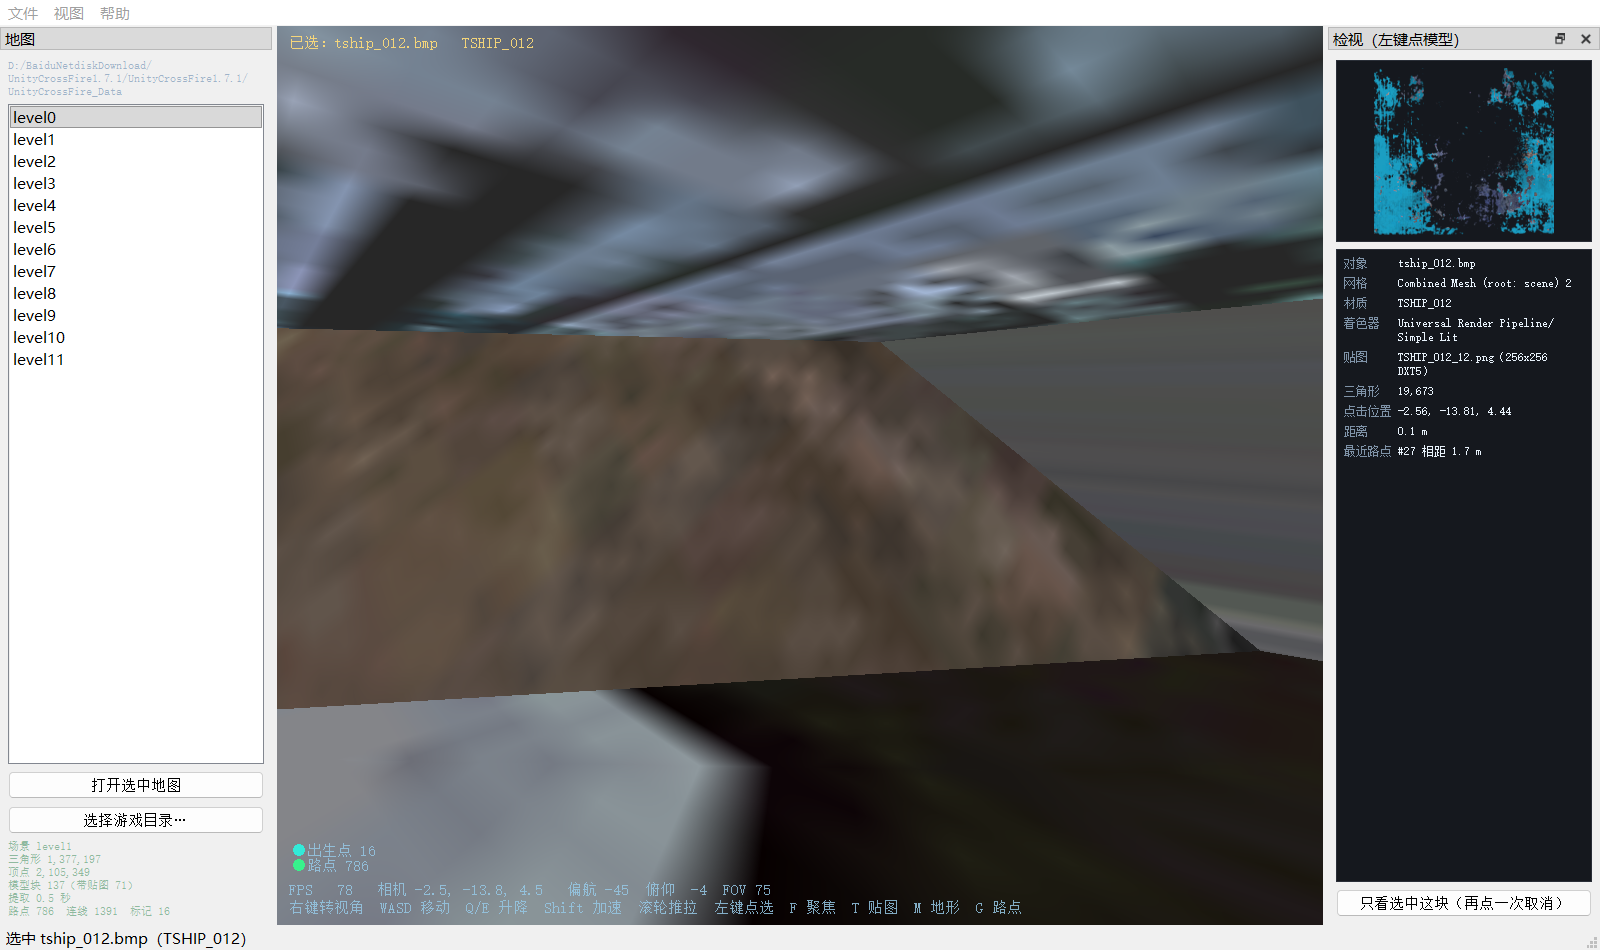 文件 视图 帮助
地图
D:/BaiduNetdiskDownload/
UnityCrossFire1.7.1/UnityCrossFire1.7.1/
UnityCrossFire_Data
level0
level1
level2
level3
level4
level5
level6
level7
level8
level9
level10
level11
打开选中地图
选择游戏目录…
场景 level1
三角形 1,377,197
顶点 2,105,349
模型块 137（带贴图 71）
提取 0.5 秒
路点 786 连线 1391 标记 16
选中 tship_012.bmp（TSHIP_012）
已选: tship_012.bmp TSHIP_012
出生点 16
路点 786
FPS 78 相机 -2.5, -13.8, 4.5 偏航 -45 俯仰 -4 FOV 75
右键转视角 WASD 移动 Q/E 升降 Shift 加速 滚轮推拉 左键点选 F 聚焦 T 贴图 M 地形 G 路点
检视（左键点模型）
对象 tship_012.bmp
网格 Combined Mesh (root: scene) 2
材质 TSHIP_012
着色器 Universal Render Pipeline/
Simple Lit
贴图 TSHIP_012_12.png (256x256
DXT5)
三角形 19,673
点击位置 -2.56, -13.81, 4.44
距离 0.1 m
最近路点 #27 相距 1.7 m
只看选中这块（再点一次取消）